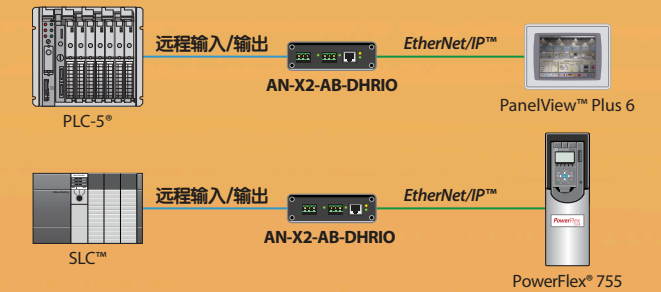 远程输入/输出
EtherNet/IP™
AN-X2-AB-DHRIO
PLC-5®
PanelView™ Plus 6
远程输入/输出
EtherNet/IP™
AN-X2-AB-DHRIO
SLC™
PowerFlex
PowerFlex® 755